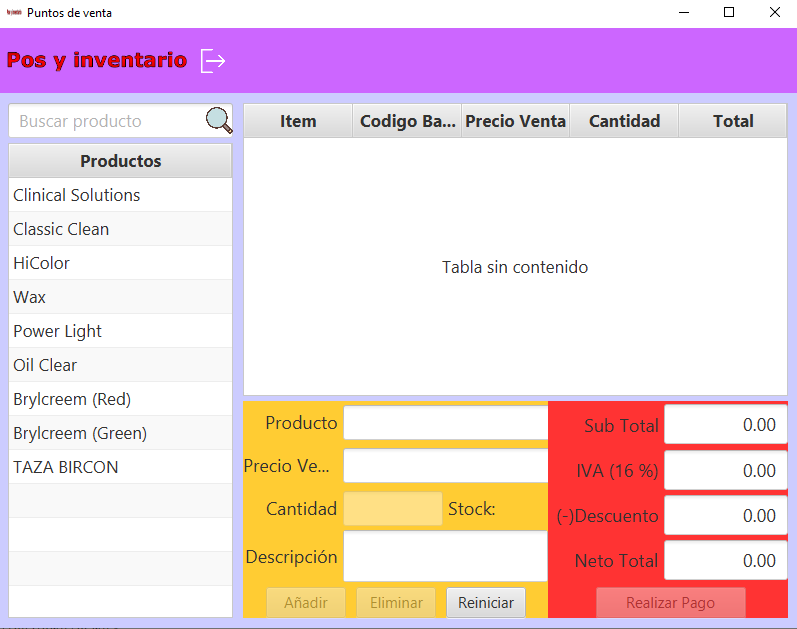 Puntos de venta
Pos y inventario
Buscar producto
Productos
Clinical Solutions
Classic Clean
HiColor
Wax
Power Light
Oil Clear
Brylcreem (Red)
Brylcreem (Green)
TAZA BIRCON
Item Codigo Ba... Precio Venta Cantidad Total
Tabla sin contenido
Producto
Precio Ve...
Cantidad Stock:
Descripción
Añadir Eliminar Reiniciar
Sub Total 0.00
IVA (16 %) 0.00
(-)Descuento 0.00
Neto Total 0.00
Realizar Pago